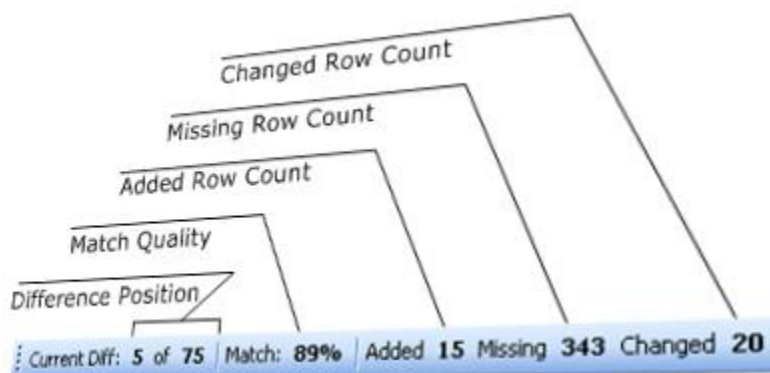 Changed Row Count
Missing Row Count
Added Row Count
Match Quality
Difference Position
Current Diff: 5 of 75 Match: 89% Added 15 Missing 343 Changed 20